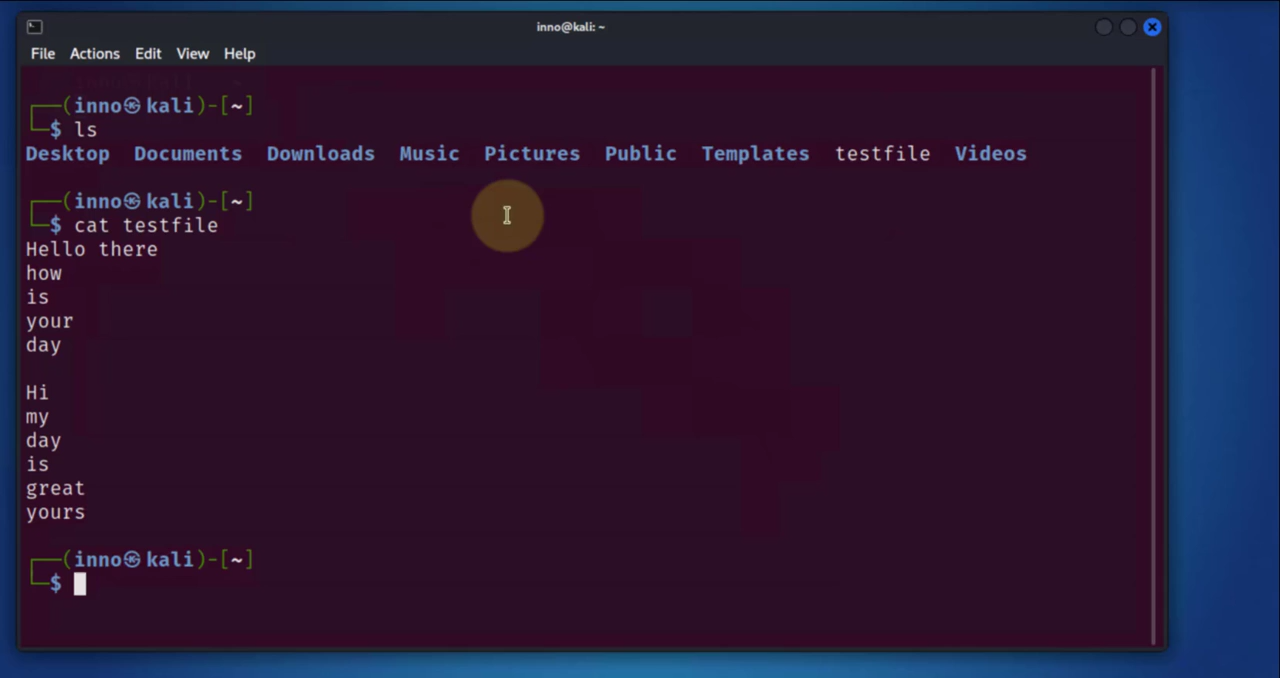 inno@kali: ~
File Actions Edit View Help
┌──(inno㉿kali)-[~]
└─$ ls
Desktop Documents Downloads Music Pictures Public Templates testfile Videos
┌──(inno㉿kali)-[~]
└─$ cat testfile
Hello there
how
is
your
day
Hi
my
day
is
great
yours
┌──(inno㉿kali)-[~]
└─$